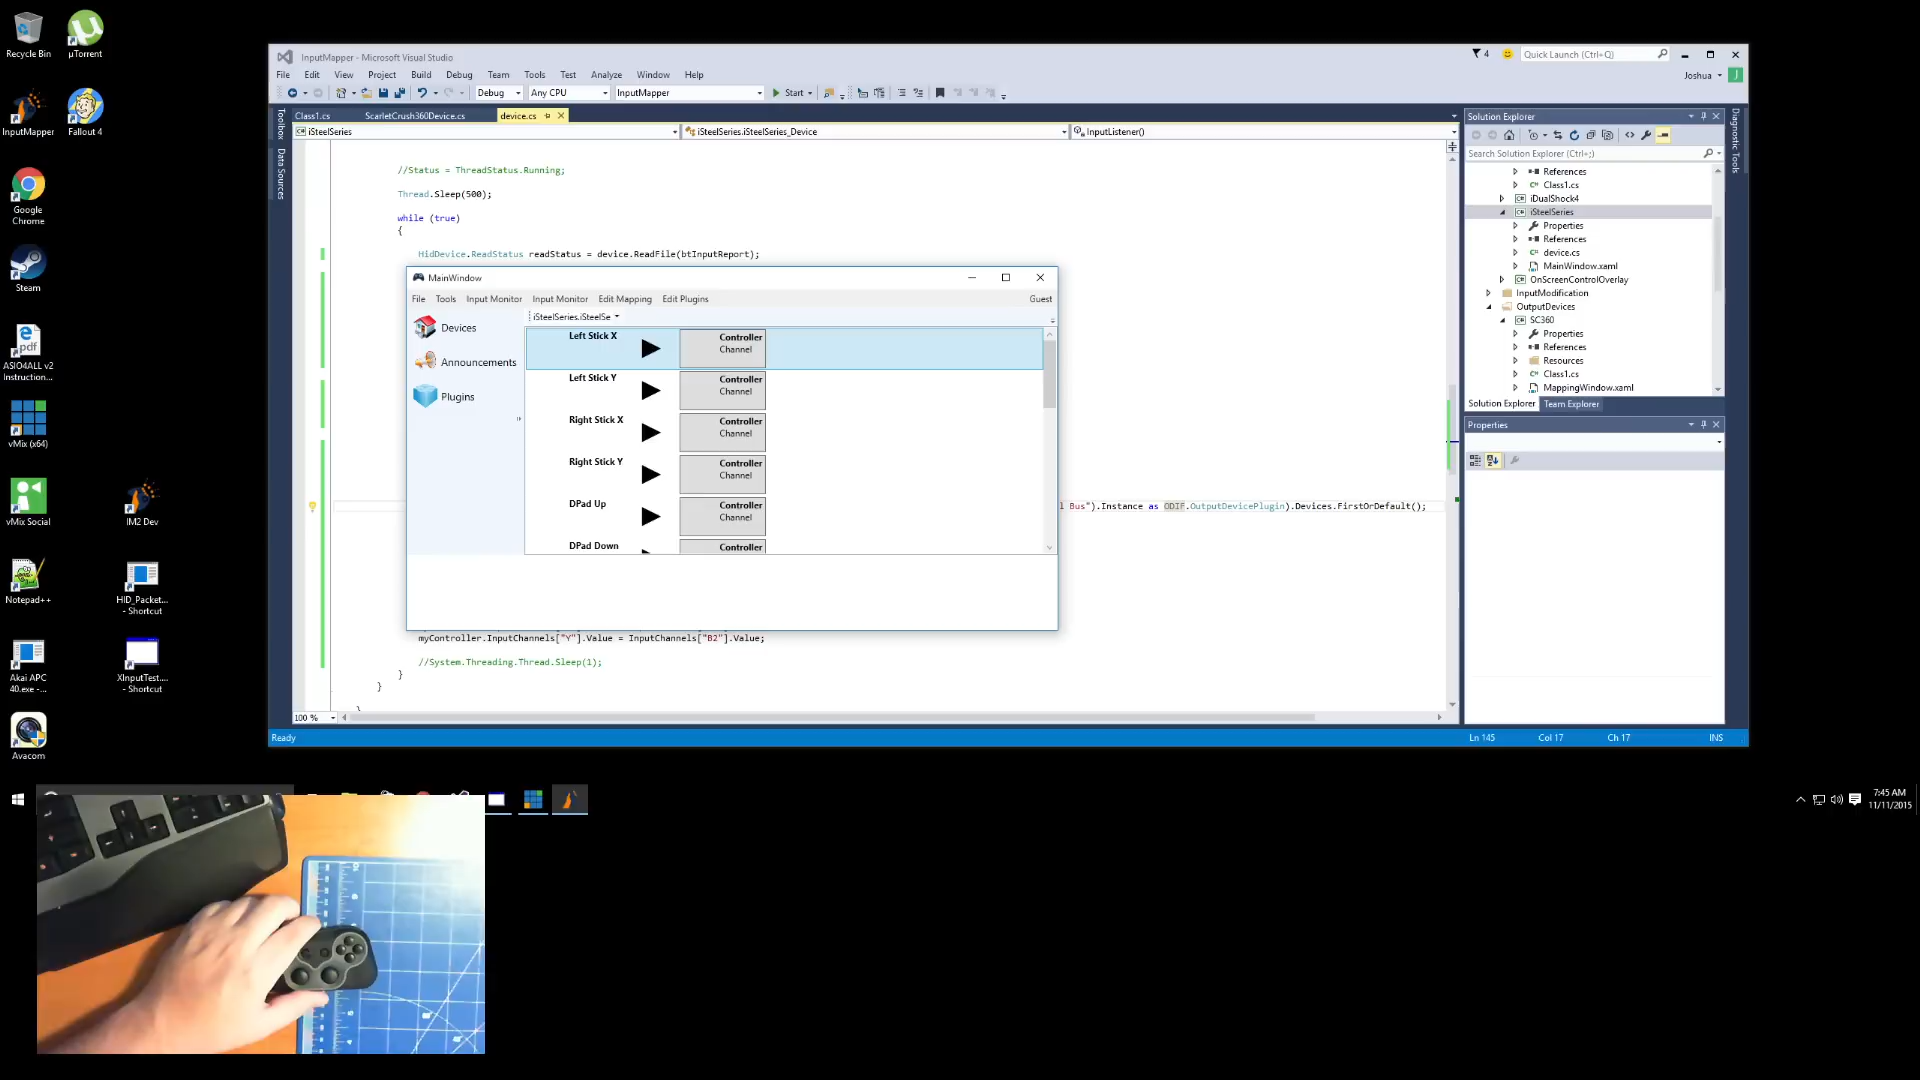 Recycle Bin
µTorrent
InputMapper
Fallout 4
Google
Chrome
Steam
ASIO4ALL v2
Instruction...
vMix (x64)
vMix Social
IM2 Dev
Notepad++
HID_Packet...
- Shortcut
Akai APC
40.exe -...
XInputTest....
- Shortcut
Avacom
InputMapper - Microsoft Visual Studio
4
Quick Launch (Ctrl+Q)
File Edit View Project Build Debug Team Tools Test Analyze Window Help
Joshua
J
Debug
Any CPU
InputMapper
Start
Toolbox
Data Sources
Class1.cs
ScarletCrush360Device.cs
device.cs
iSteelSeries
iSteelSeries.iSteelSeries_Device
InputListener()
//Status = ThreadStatus.Running;
Thread.Sleep(500);
while (true)
{
HidDevice.ReadStatus readStatus = device.ReadFile(btInputReport);
l Bus").Instance as ODIF.OutputDevicePlugin).Devices.FirstOrDefault();
myController.InputChannels["Y"].Value = InputChannels["B2"].Value;
//System.Threading.Thread.Sleep(1);
}
}
100 %
Ready
Ln 145
Col 17
Ch 17
INS
MainWindow
File Tools Input Monitor Input Monitor Edit Mapping Edit Plugins
Guest
Devices
Announcements
Plugins
iSteelSeries.iSteelSe
Left Stick X
Controller
Channel
Left Stick Y
Controller
Channel
Right Stick X
Controller
Channel
Right Stick Y
Controller
Channel
DPad Up
Controller
Channel
DPad Down
Controller
Solution Explorer
Search Solution Explorer (Ctrl+;)
References
Class1.cs
iDualShock4
iSteelSeries
Properties
References
device.cs
MainWindow.xaml
OnScreenControlOverlay
InputModification
OutputDevices
SC360
Properties
References
Resources
Class1.cs
MappingWindow.xaml
Solution Explorer
Team Explorer
Properties
Diagnostic Tools
7:45 AM
11/11/2015